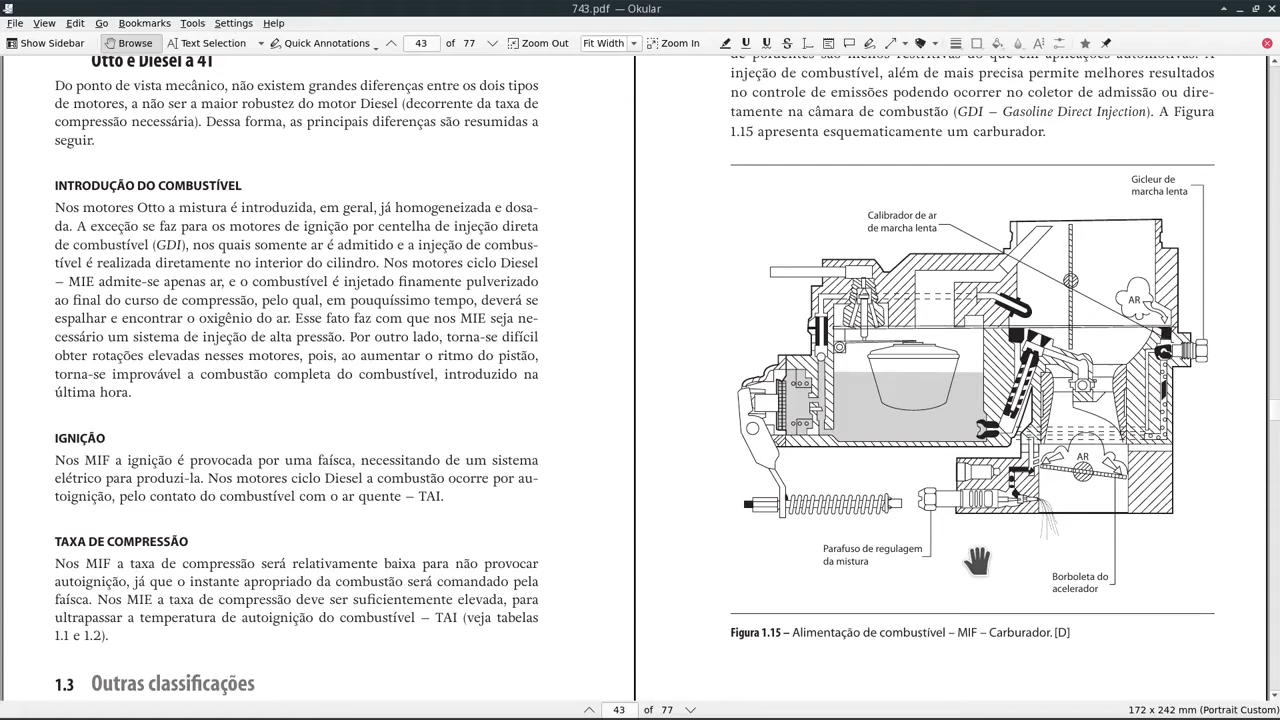 743.pdf — Okular
File View Edit Go Bookmarks Tools Settings Help
Show Sidebar Browse Text Selection Quick Annotations 43 of 77 Zoom Out Fit Width Zoom In
Otto e Diesel a 4T
Do ponto de vista mecânico, não existem grandes diferenças entre os dois tipos
de motores, a não ser a maior robustez do motor Diesel (decorrente da taxa de
compressão necessária). Dessa forma, as principais diferenças são resumidas a
seguir.
INTRODUÇÃO DO COMBUSTÍVEL
Nos motores Otto a mistura é introduzida, em geral, já homogeneizada e dosa-
da. A exceção se faz para os motores de ignição por centelha de injeção direta
de combustível (GDI), nos quais somente ar é admitido e a injeção de combus-
tível é realizada diretamente no interior do cilindro. Nos motores ciclo Diesel
– MIE admite-se apenas ar, e o combustível é injetado finamente pulverizado
ao final do curso de compressão, pelo qual, em pouquíssimo tempo, deverá se
espalhar e encontrar o oxigênio do ar. Esse fato faz com que nos MIE seja ne-
cessário um sistema de injeção de alta pressão. Por outro lado, torna-se difícil
obter rotações elevadas nesses motores, pois, ao aumentar o ritmo do pistão,
torna-se improvável a combustão completa do combustível, introduzido na
última hora.
IGNIÇÃO
Nos MIF a ignição é provocada por uma faísca, necessitando de um sistema
elétrico para produzi-la. Nos motores ciclo Diesel a combustão ocorre por au-
toignição, pelo contato do combustível com o ar quente – TAI.
TAXA DE COMPRESSÃO
Nos MIF a taxa de compressão será relativamente baixa para não provocar
autoignição, já que o instante apropriado da combustão será comandado pela
faísca. Nos MIE a taxa de compressão deve ser suficientemente elevada, para
ultrapassar a temperatura de autoignição do combustível – TAI (veja tabelas
1.1 e 1.2).
1.3 Outras classificações
de poluentes são menos restritivas do que em aplicações automotivas. A
injeção de combustível, além de mais precisa permite melhores resultados
no controle de emissões podendo ocorrer no coletor de admissão ou dire-
tamente na câmara de combustão (GDI – Gasoline Direct Injection). A Figura
1.15 apresenta esquematicamente um carburador.
Gicleur de
marcha lenta
Calibrador de ar
de marcha lenta
AR
AR
Parafuso de regulagem
da mistura
Borboleta do
acelerador
Figura 1.15 – Alimentação de combustível – MIF – Carburador. [D]
43 of 77
172 x 242 mm (Portrait Custom)